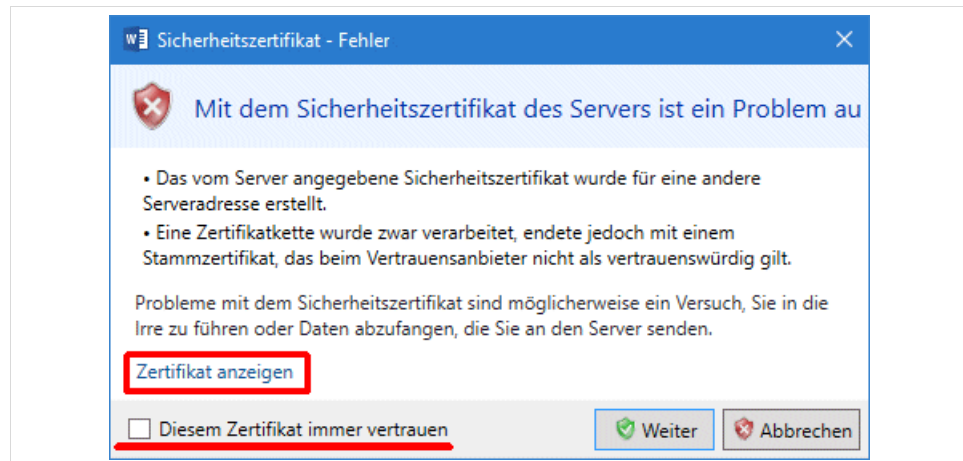 Sicherheitszertifikat - Fehler
Mit dem Sicherheitszertifikat des Servers ist ein Problem au
• Das vom Server angegebene Sicherheitszertifikat wurde für eine andere
Serveradresse erstellt.
• Eine Zertifikatkette wurde zwar verarbeitet, endete jedoch mit einem
Stammzertifikat, das beim Vertrauensanbieter nicht als vertrauenswürdig gilt.
Probleme mit dem Sicherheitszertifikat sind möglicherweise ein Versuch, Sie in die
Irre zu führen oder Daten abzufangen, die Sie an den Server senden.
Zertifikat anzeigen
Diesem Zertifikat immer vertrauen
Weiter
Abbrechen